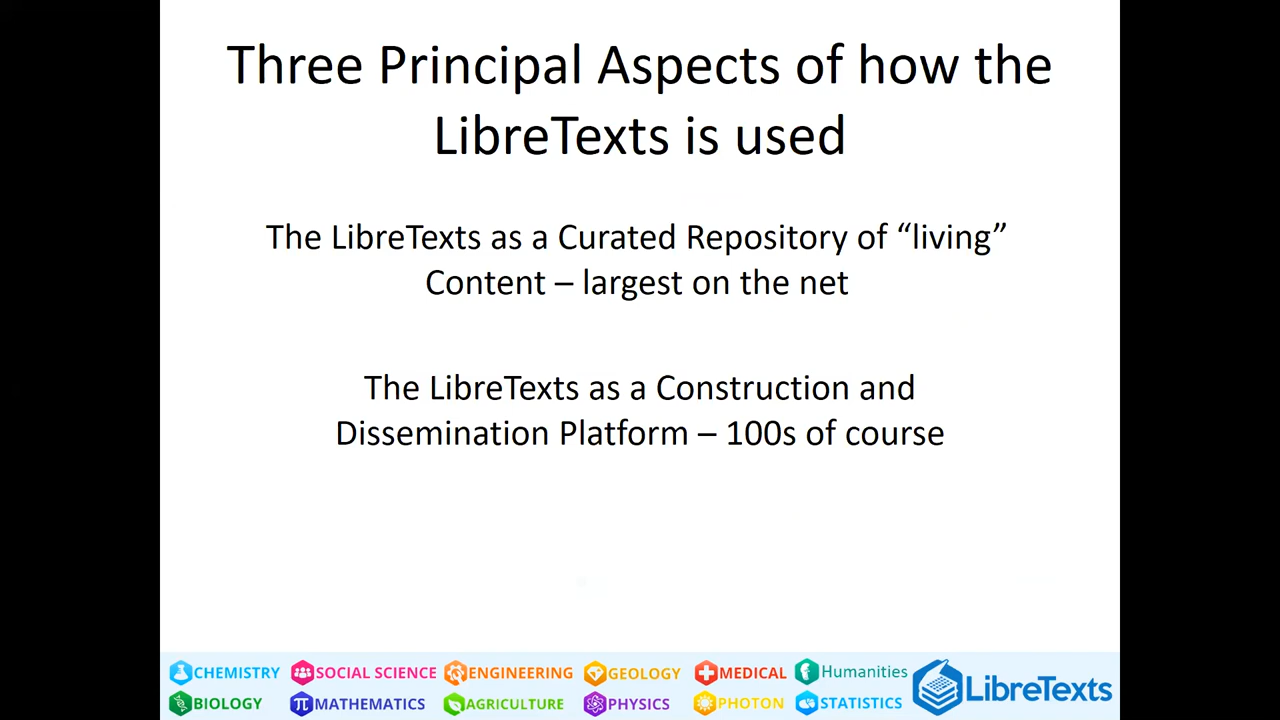 Three Principal Aspects of how the
LibreTexts is used
The LibreTexts as a Curated Repository of “living”
Content – largest on the net
The LibreTexts as a Construction and
Dissemination Platform – 100s of course
CHEMISTRY SOCIAL SCIENCE ENGINEERING GEOLOGY MEDICAL Humanities
BIOLOGY MATHEMATICS AGRICULTURE PHYSICS PHOTON STATISTICS
LibreTexts